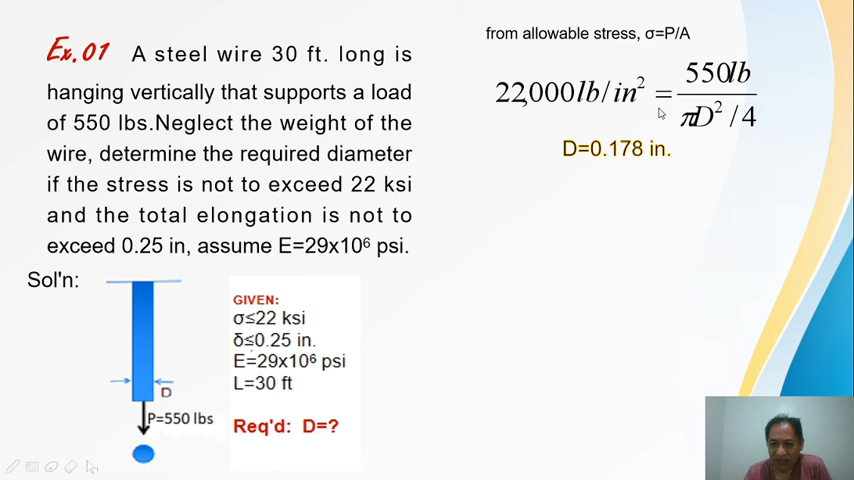 Ex.01 A steel wire 30 ft. long is
hanging vertically that supports a load
of 550 lbs.Neglect the weight of the
wire, determine the required diameter
if the stress is not to exceed 22 ksi
and the total elongation is not to
exceed 0.25 in, assume E=29x10⁶ psi.
Sol'n:
D
P=550 lbs
GIVEN:
σ≤22 ksi
δ≤0.25 in.
E=29x10⁶ psi
L=30 ft
Req'd: D=?
from allowable stress, σ=P/A
22,000lb/in² = 550lb / πD²/4
D=0.178 in.